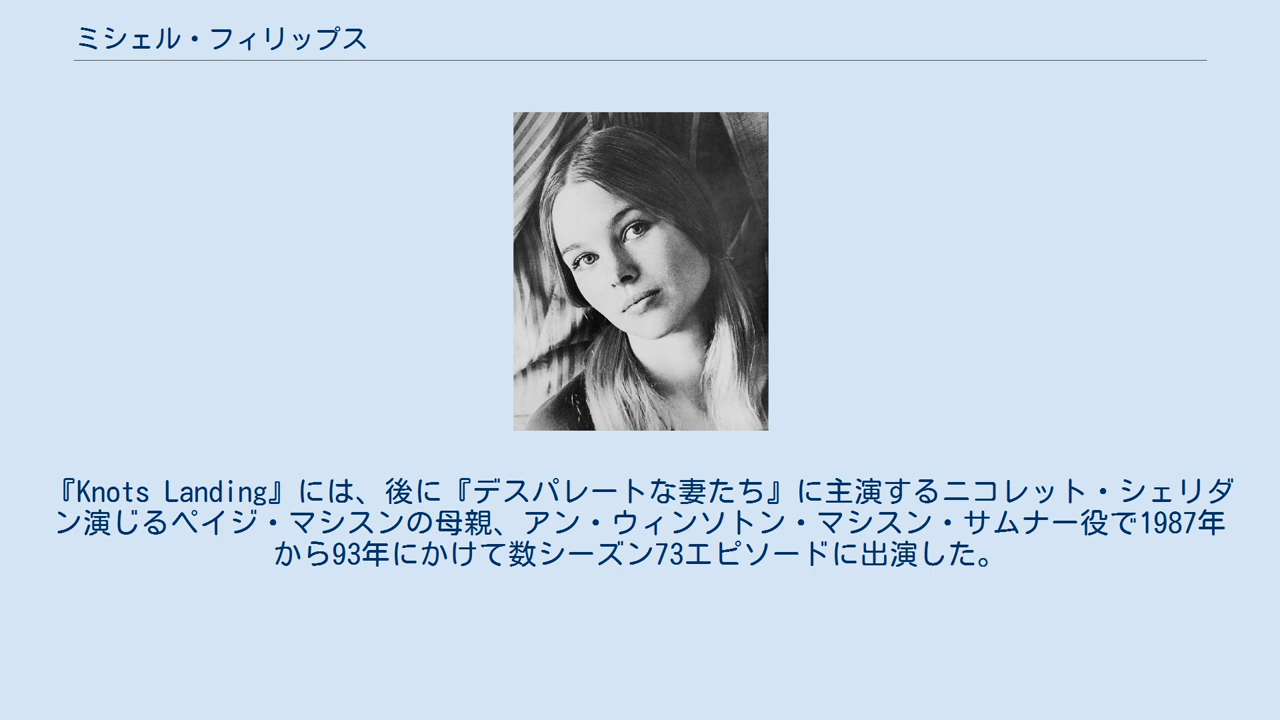 ミシェル・フィリップス
『Knots Landing』には、後に『デスパレートな妻たち』に主演するニコレット・シェリダ
ン演じるペイジ・マシスンの母親、アン・ウィンソトン・マシスン・サムナー役で1987年
から93年にかけて数シーズン73エピソードに出演した。